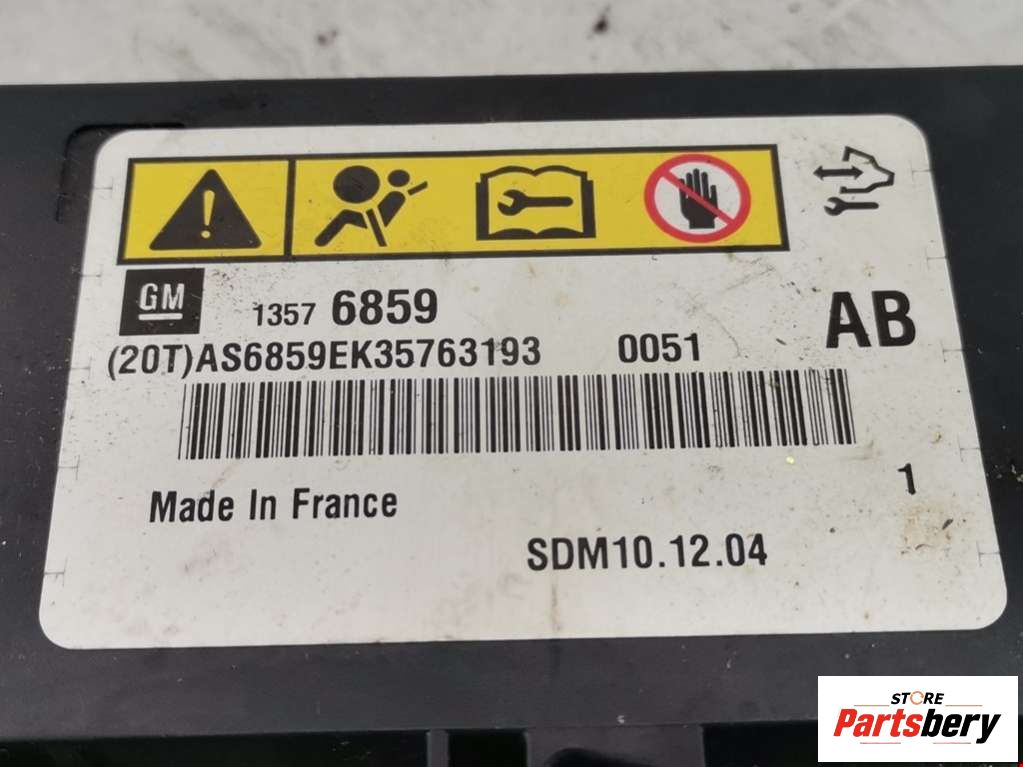 GM 1357 6859 AB
(20T)AS6859EK35763193 0051
Made In France
1
SDM10.12.04
STORE
Partsbery